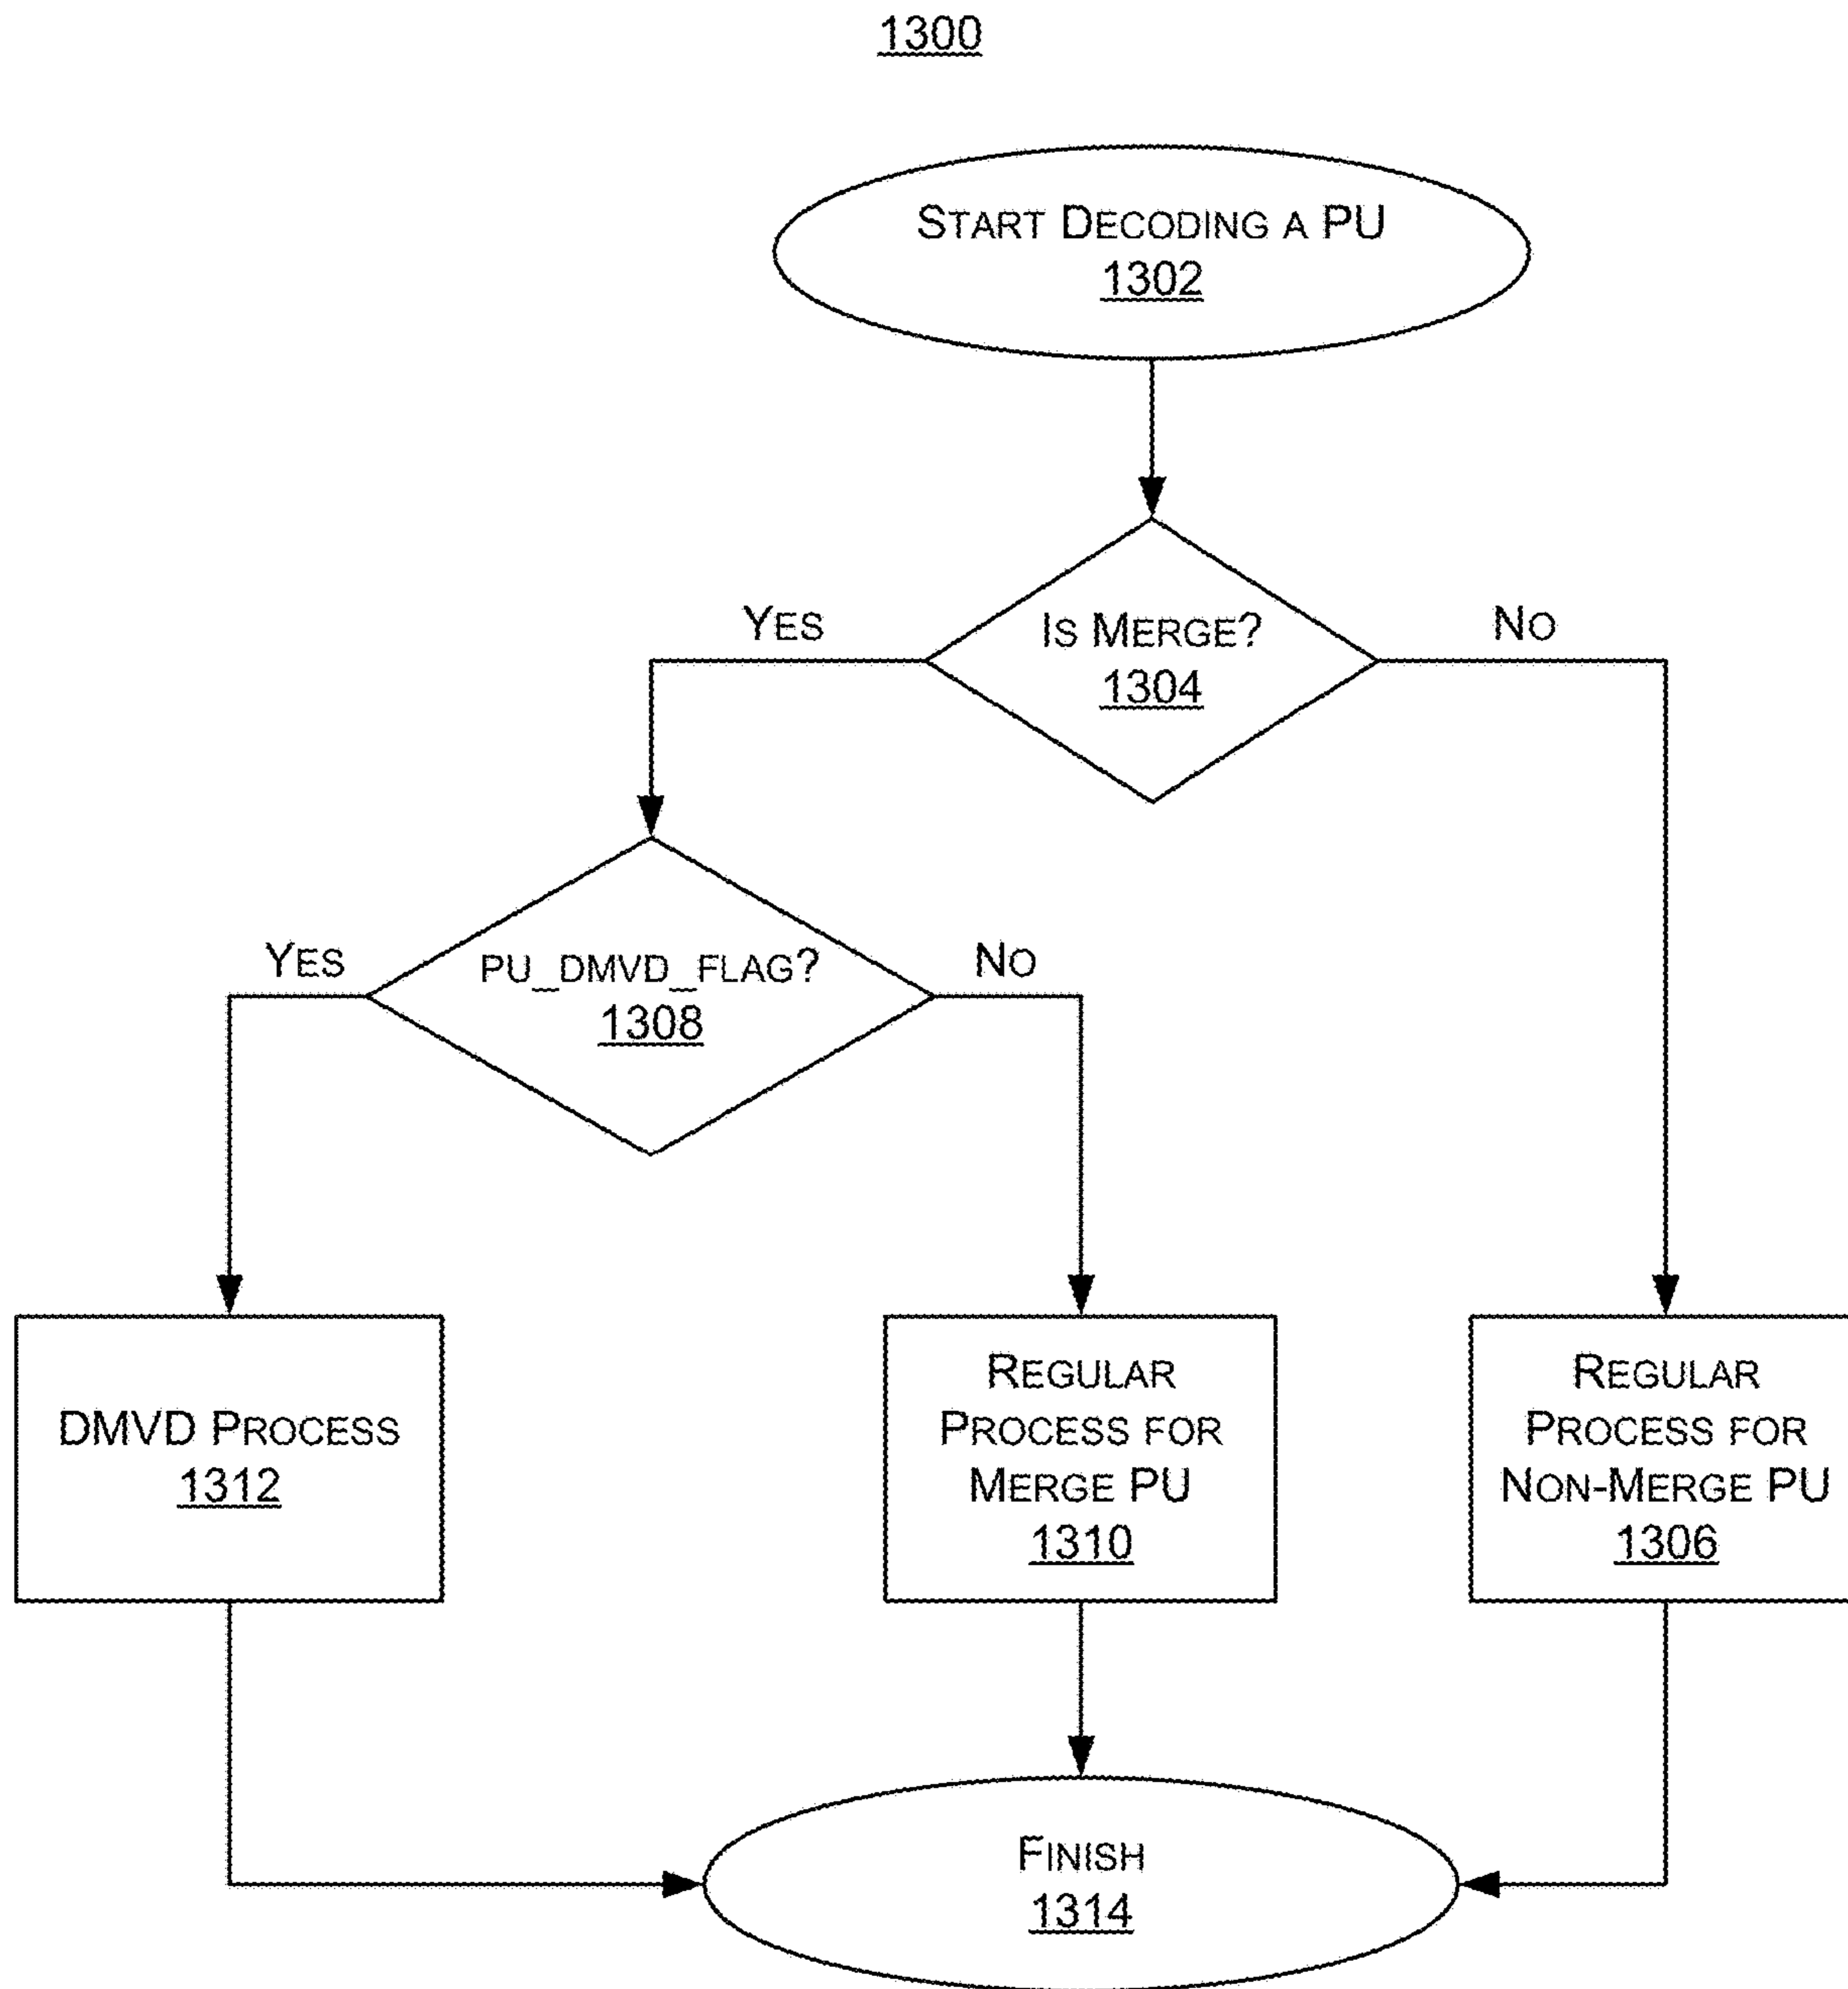 1300
START DECODING A PU
1302
YES
IS MERGE?
1304
NO
YES
PU_DMVD_FLAG?
1308
NO
DMVD PROCESS
1312
REGULAR
PROCESS FOR
MERGE PU
1310
REGULAR
PROCESS FOR
NON-MERGE PU
1306
FINISH
1314